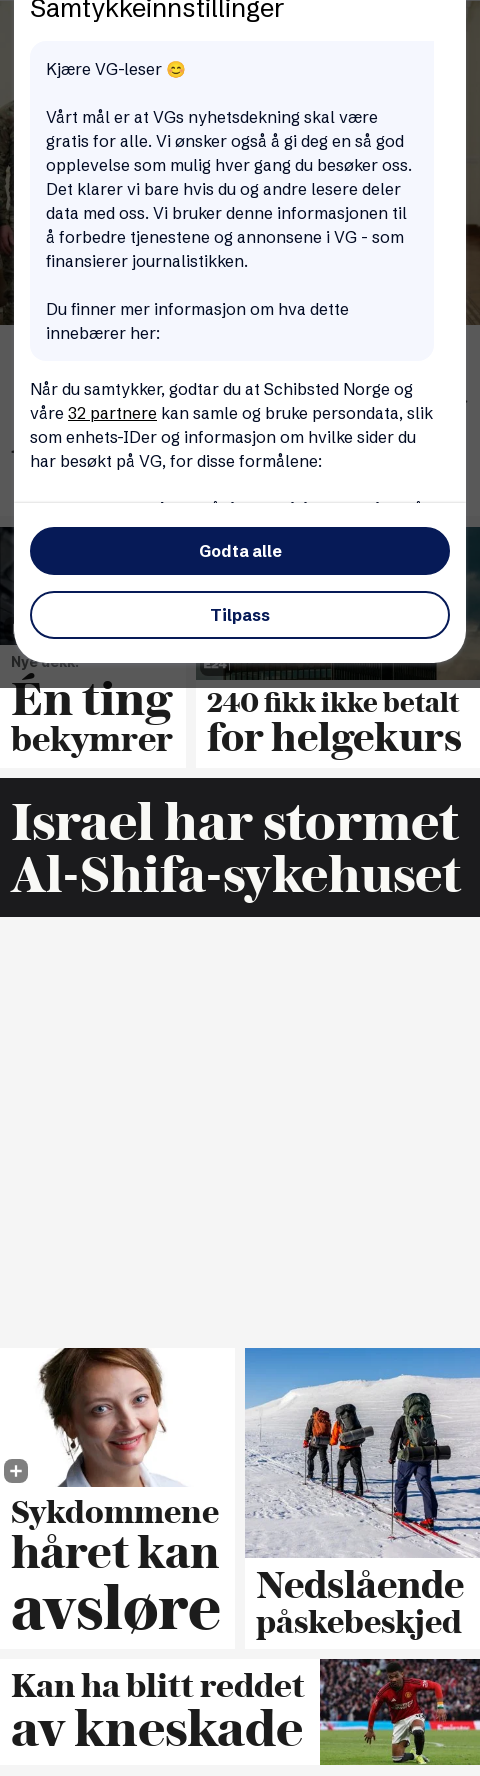 Samtykkeinnstillinger
Kjære VG-leser 😊
Vårt mål er at VGs nyhetsdekning skal være
gratis for alle. Vi ønsker også å gi deg en så god
opplevelse som mulig hver gang du besøker oss.
Det klarer vi bare hvis du og andre lesere deler
data med oss. Vi bruker denne informasjonen til
å forbedre tjenestene og annonsene i VG - som
finansierer journalistikken.
Du finner mer informasjon om hva dette
innebærer her:
Når du samtykker, godtar du at Schibsted Norge og
våre 32 partnere kan samle og bruke persondata, slik
som enhets-IDer og informasjon om hvilke sider du
har besøkt på VG, for disse formålene:
Godta alle
Tilpass
Nye dekk:
Én ting
bekymrer
E24
240 fikk ikke betalt
for helgekurs
Israel har stormet
Al-Shifa-sykehuset
Sykdommene
håret kan
avsløre
Nedslående
påskebeskjed
Kan ha blitt reddet
av kneskade